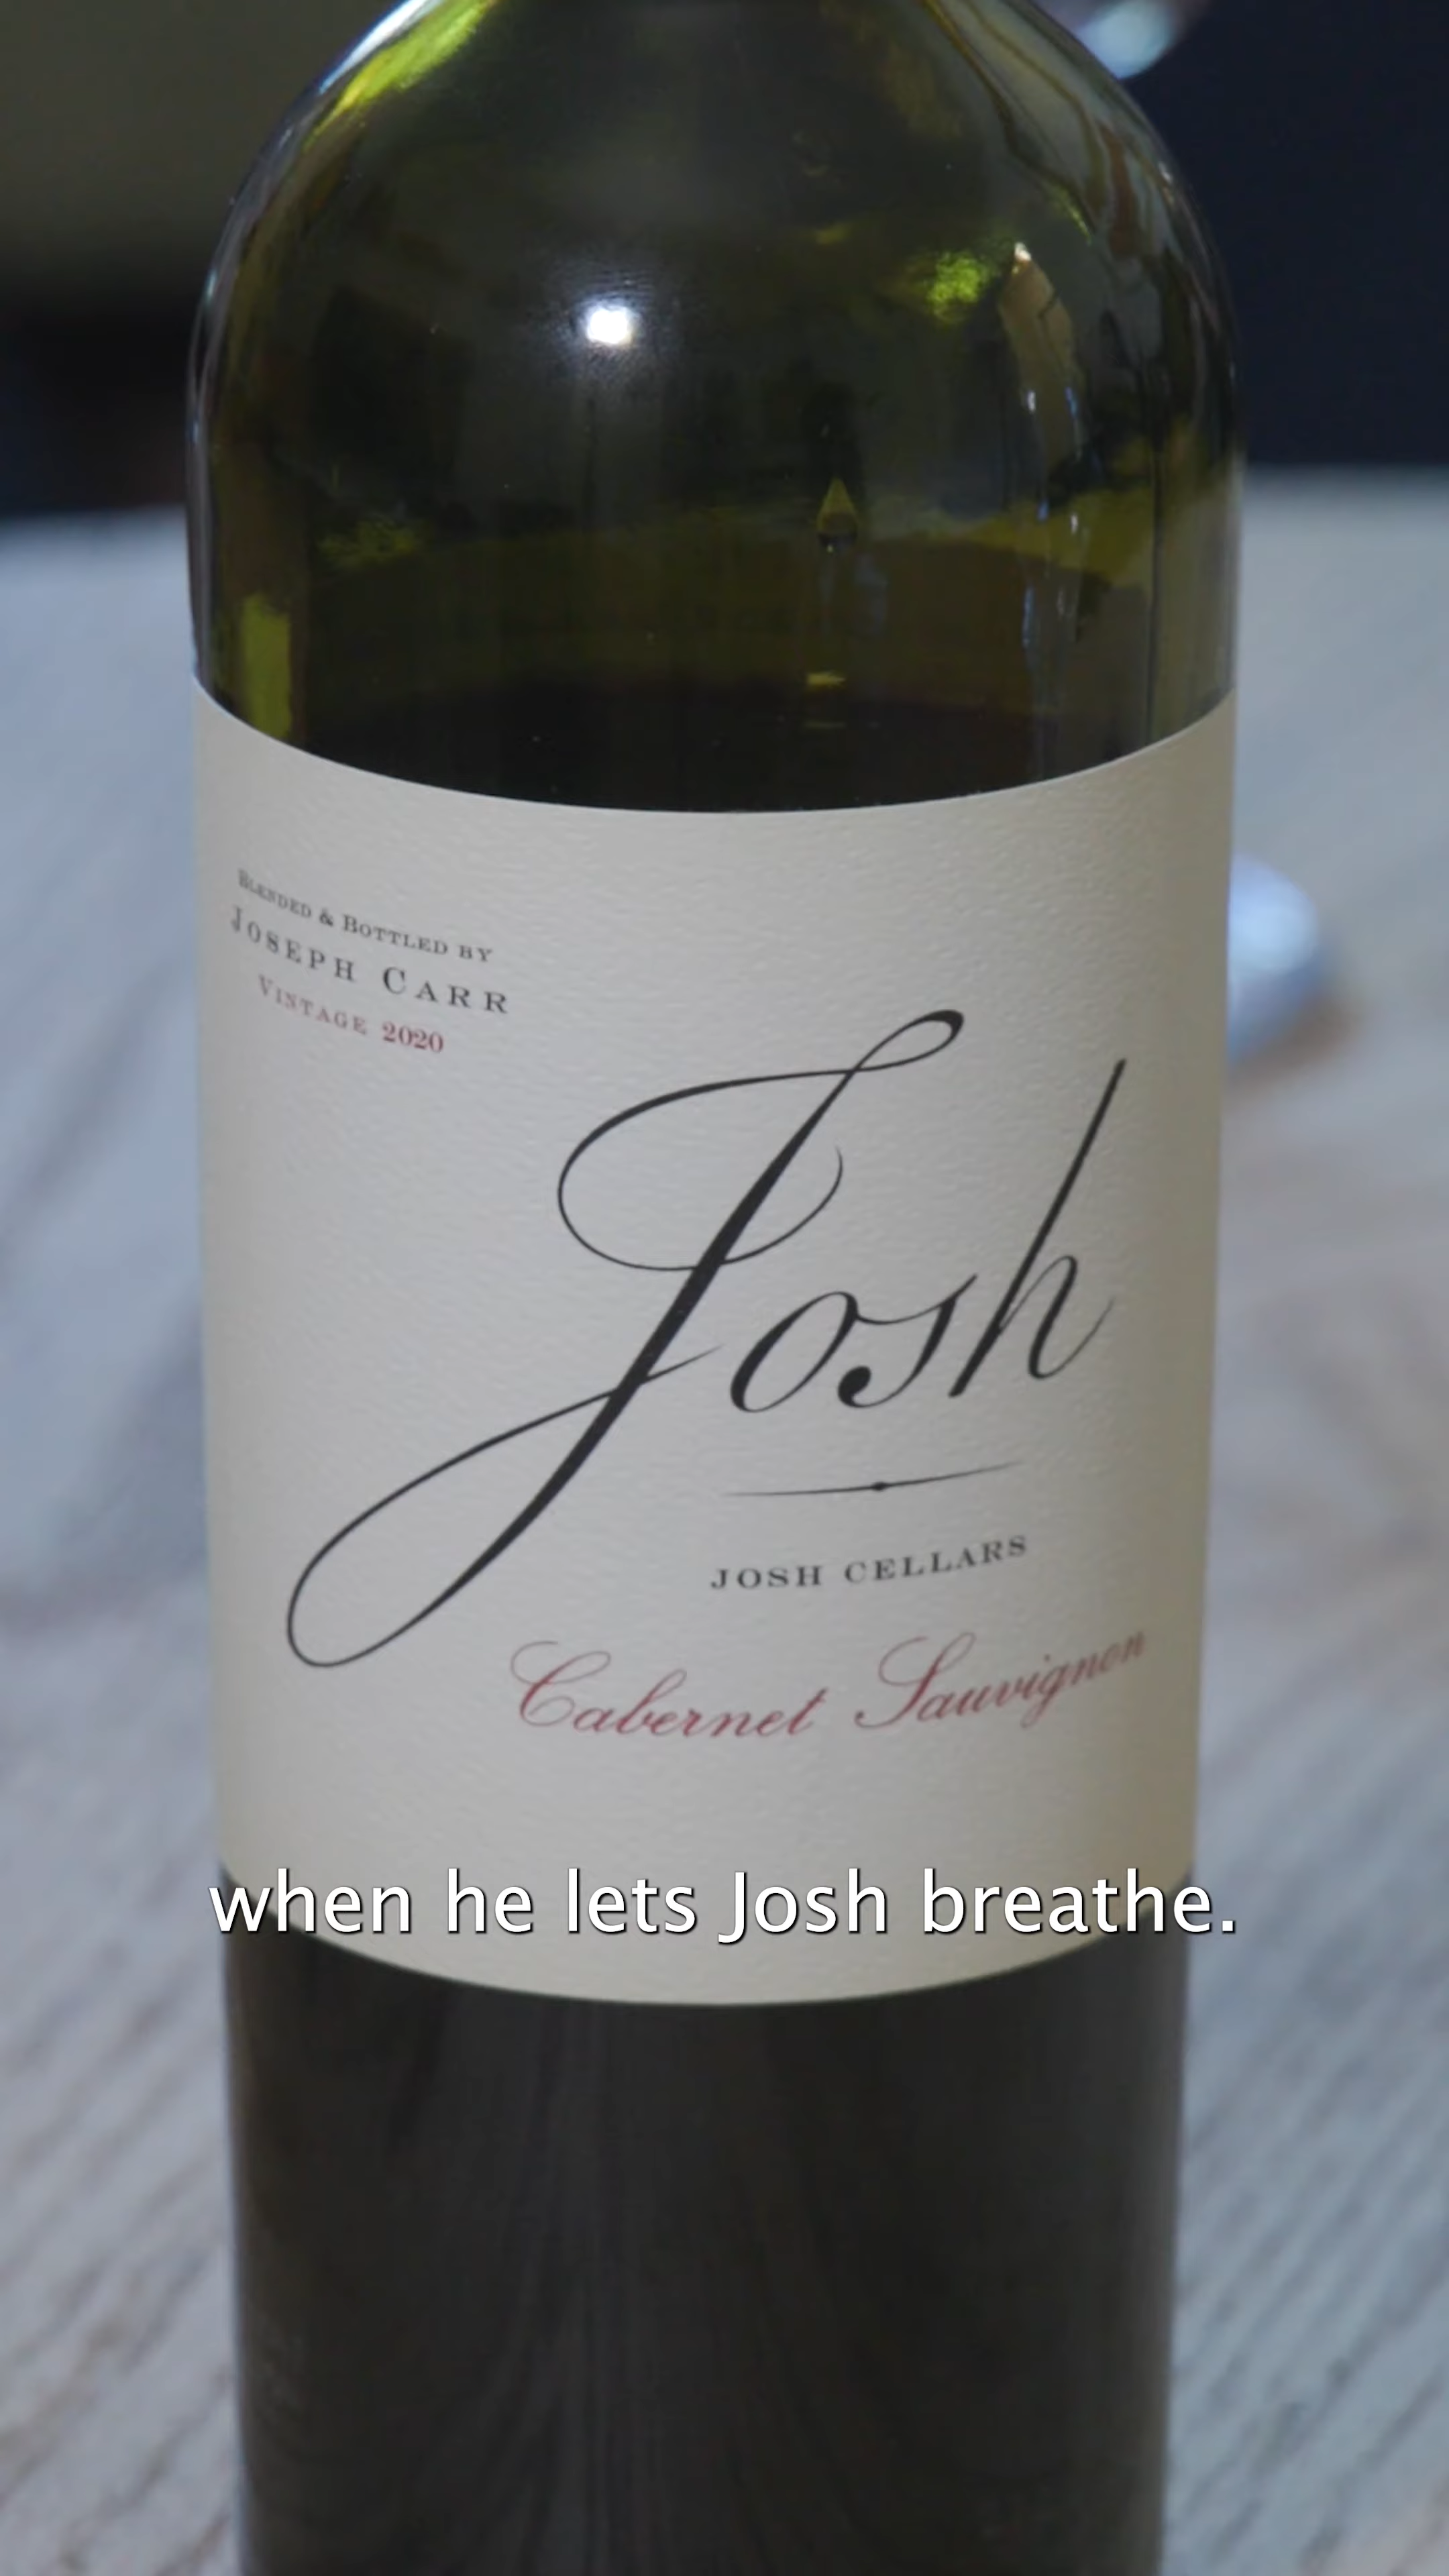 BLENDED & BOTTLED BY
JOSEPH CARR
VINTAGE 2020
Josh
JOSH CELLARS
Cabernet Sauvignon
when he lets Josh breathe.